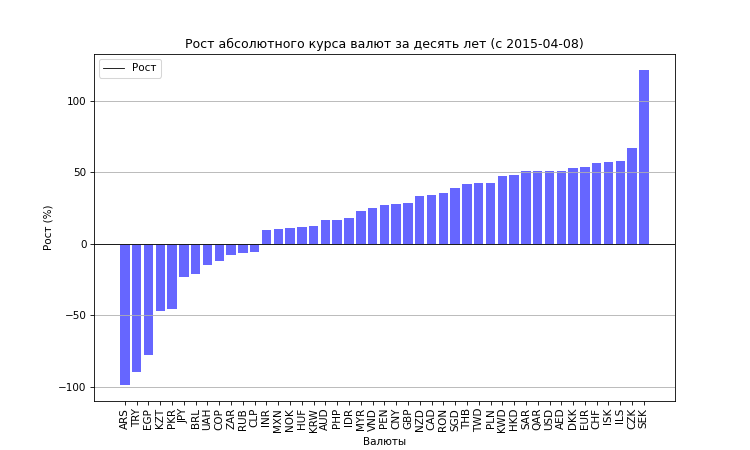 Рост абсолютного курса валют за десять лет (с 2015-04-08)
Рост
100
50
0
−50
−100
Рост (%)
ARS TRY EGP KZT PKR JPY BRL UAH COP ZAR RUB CLP INR MXN NOK HUF KRW AUD PHP IDR MYR VND PEN CNY GBP NZD CAD RON SGD THB TWD PLN KWD HKD SAR QAR USD AED DKK EUR CHF ISK ILS CZK SEK
Валюты